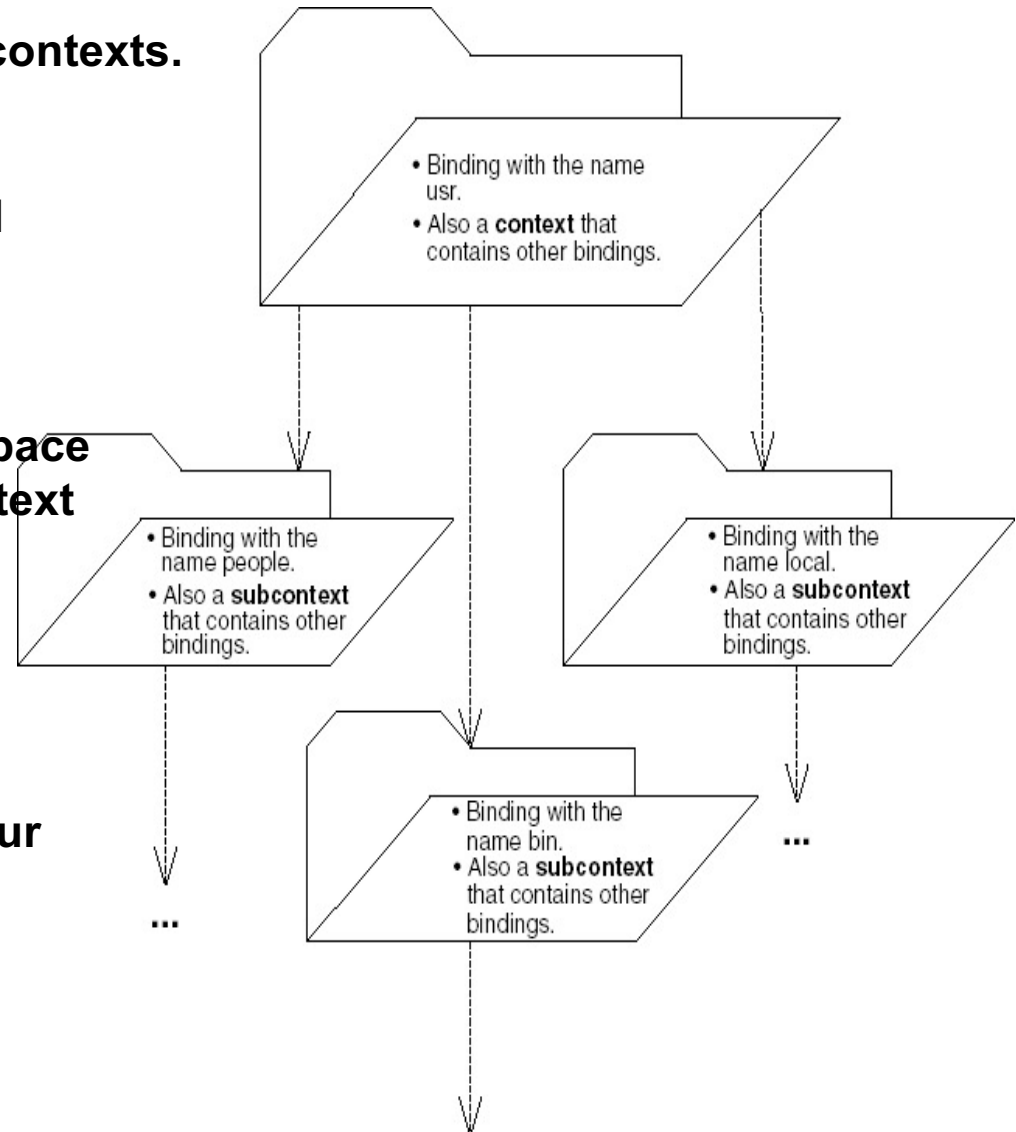 contexts.
• Binding with the name
usr.
• Also a context that
contains other bindings.
pace
text
• Binding with the
name people.
• Also a subcontext
that contains other
bindings.
• Binding with the
name local.
• Also a subcontext
that contains other
bindings.
ur
• Binding with the
name bin.
• Also a subcontext
that contains other
bindings.
...
...